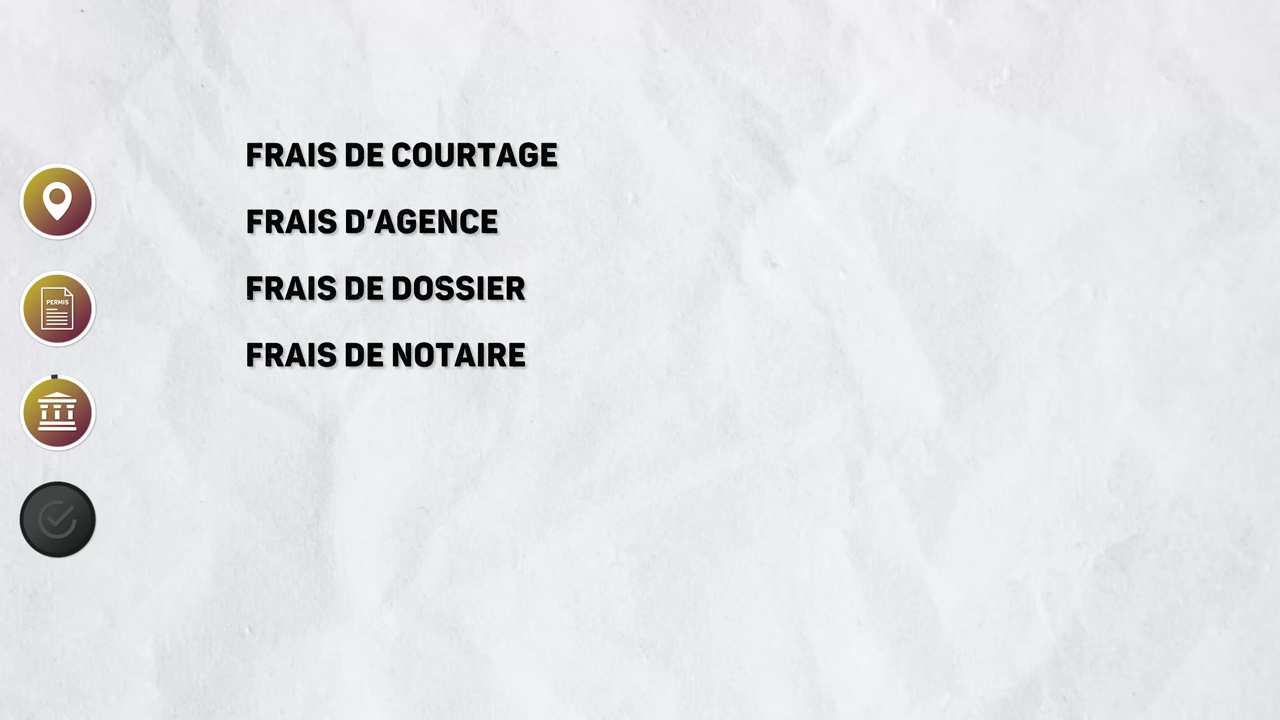 FRAIS DE COURTAGE
FRAIS D’AGENCE
FRAIS DE DOSSIER
PERMIS
FRAIS DE NOTAIRE